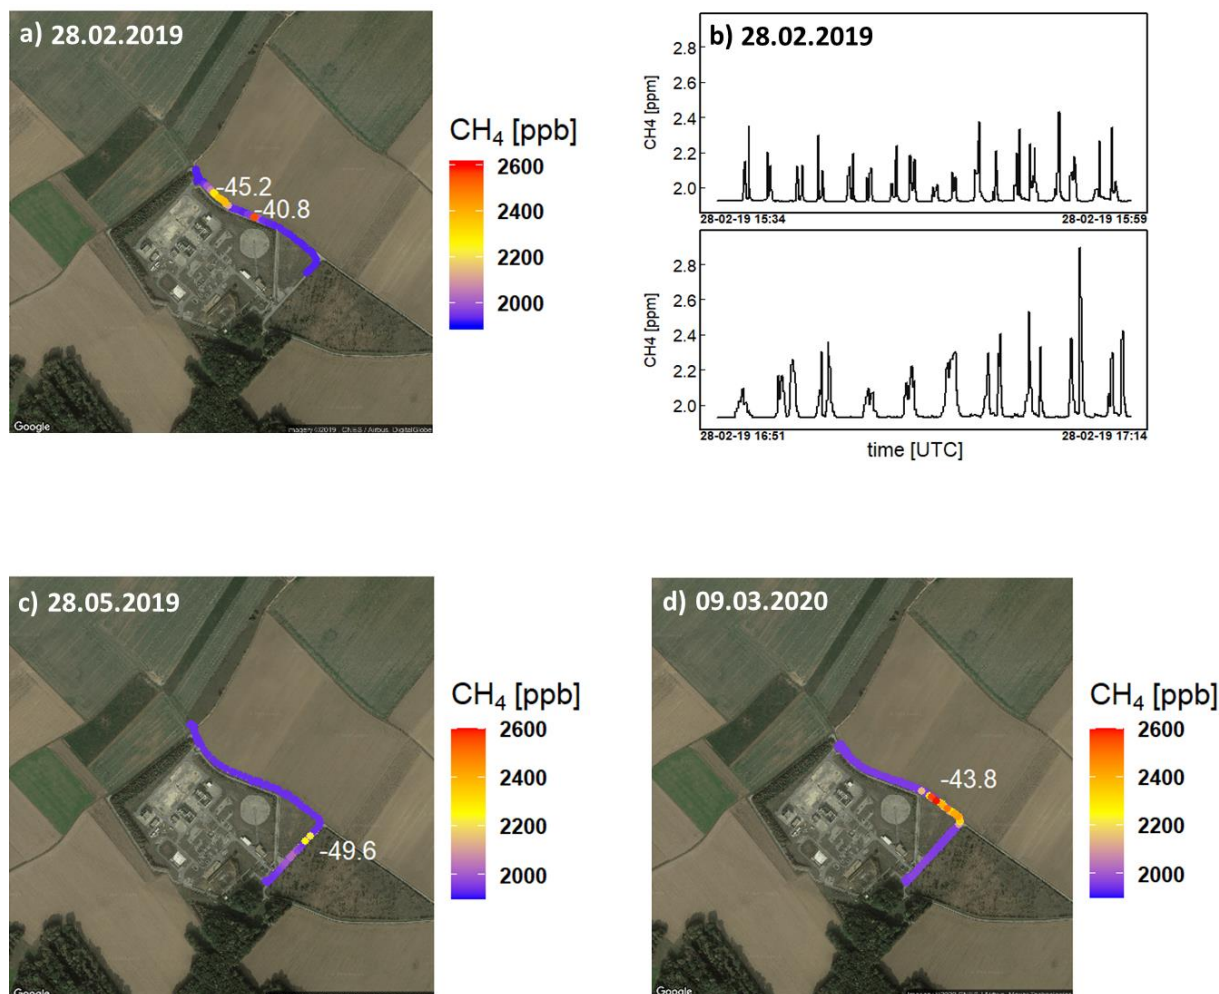 a) 28.02.2019
-45.2
-40.8
Google
CH₄ [ppb]
2600
2400
2200
2000
b) 28.02.2019
CH4 [ppm]
2.8
2.6
2.4
2.2
2.0
28-02-19 15:34 28-02-19 15:59
CH4 [ppm]
2.8
2.6
2.4
2.2
2.0
28-02-19 16:51 28-02-19 17:14
time [UTC]
c) 28.05.2019
-49.6
Google
CH₄ [ppb]
2600
2400
2200
2000
d) 09.03.2020
-43.8
Google
CH₄ [ppb]
2600
2400
2200
2000